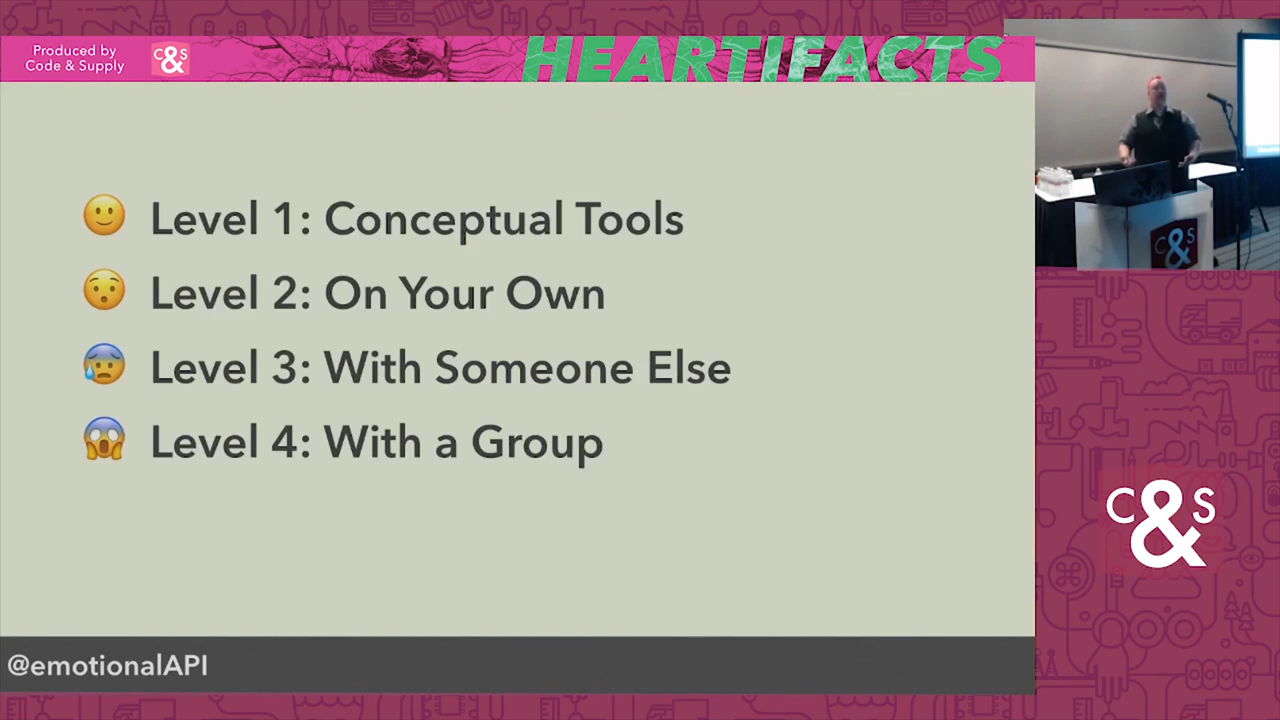 Produced by
Code & Supply
C&S
HEARTIFACTS
Level 1: Conceptual Tools
Level 2: On Your Own
Level 3: With Someone Else
Level 4: With a Group
@emotionalAPI
C&S
C&S